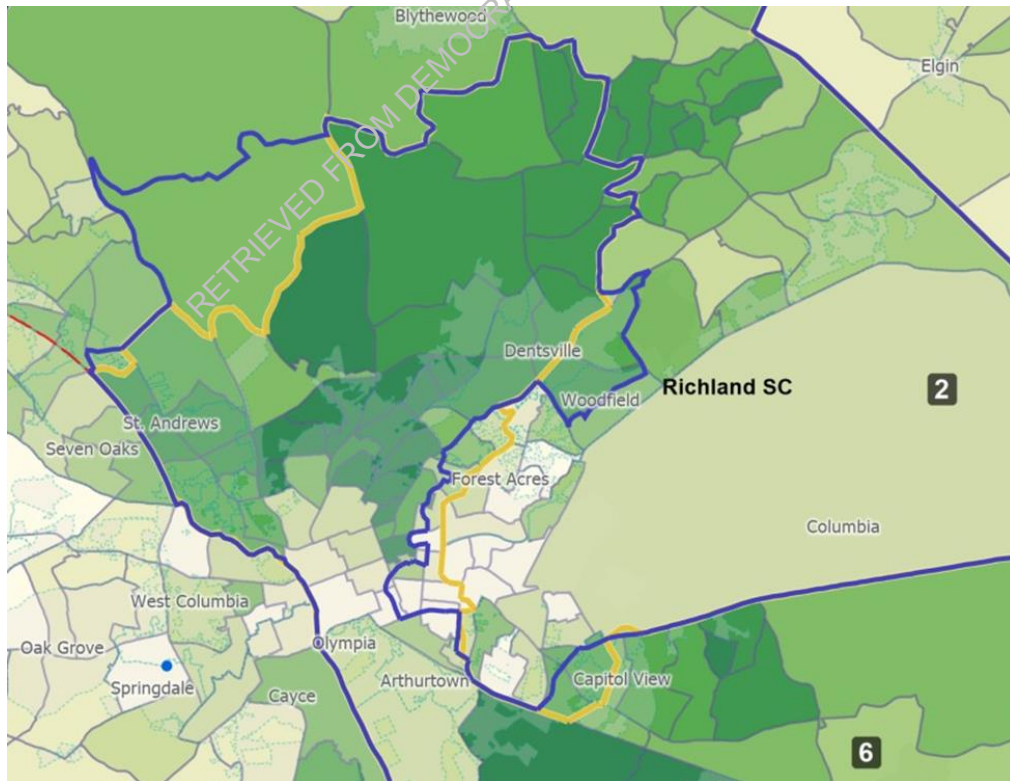 Blythewood
Elgin
RETRIEVED FROM DEMOCR
Dentsville
Richland SC
2
Woodfield
St. Andrews
Seven Oaks
Forest Acres
Columbia
West Columbia
Oak Grove
Olympia
Springdale
Arthurtown
Capitol View
Cayce
6